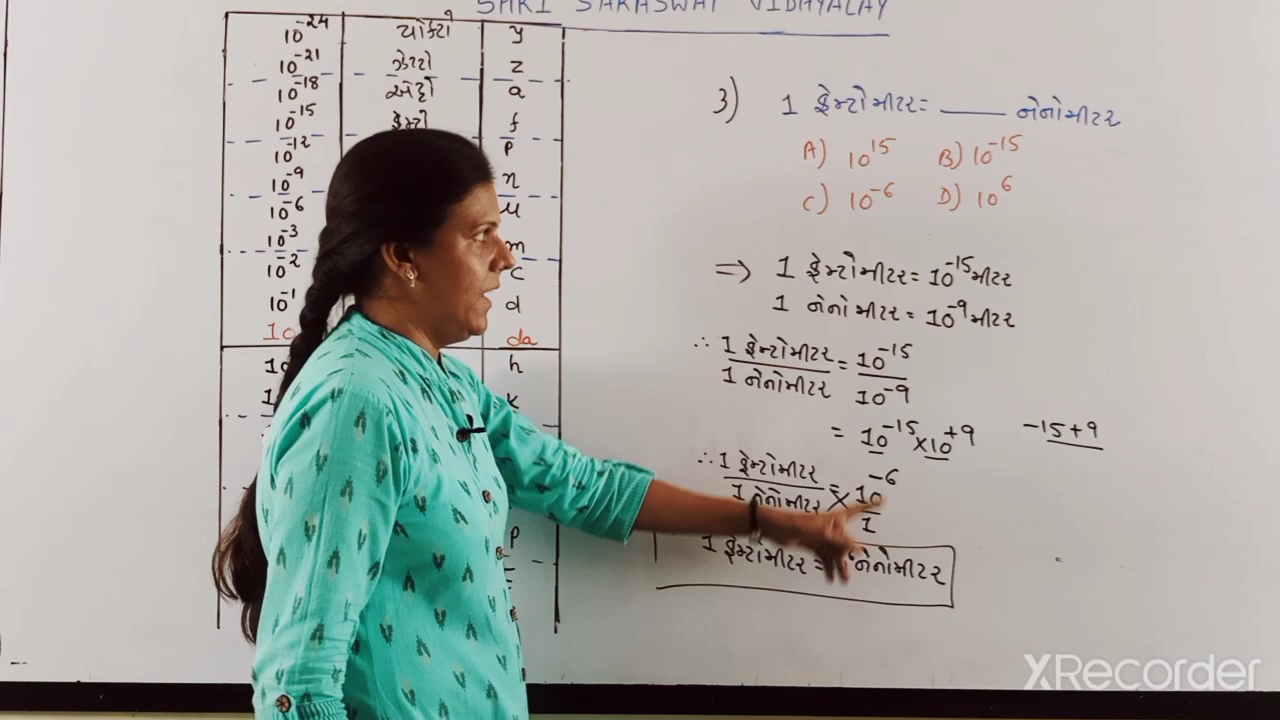 SHRI SARASWAT VIDHYALAY
10⁻²⁴ યોક્ટો y
10⁻²¹ ઝેપ્ટો z
10⁻¹⁸ એટ્ટો a
10⁻¹⁵ ફેમ્ટો f
10⁻¹² p
10⁻⁹ n
10⁻⁶ μ
10⁻³ m
10⁻² c
10⁻¹ d
10 da
h
k
p
3) 1 ફેમ્ટોમીટર = ____ નેનોમીટર
A) 10¹⁵ B) 10⁻¹⁵
C) 10⁻⁶ D) 10⁶
⇒ 1 ફેમ્ટોમીટર = 10⁻¹⁵ મીટર
1 નેનોમીટર = 10⁻⁹ મીટર
∴ 1 ફેમ્ટોમીટર = 10⁻¹⁵
1 નેનોમીટર 10⁻⁹
= 10⁻¹⁵ × 10⁺⁹ -15+9
∴ 1 ફેમ્ટોમીટર = 10⁻⁶
1 નેનોમીટર × 1
1 ફેમ્ટોમીટર = નેનોમીટર
XRecorder